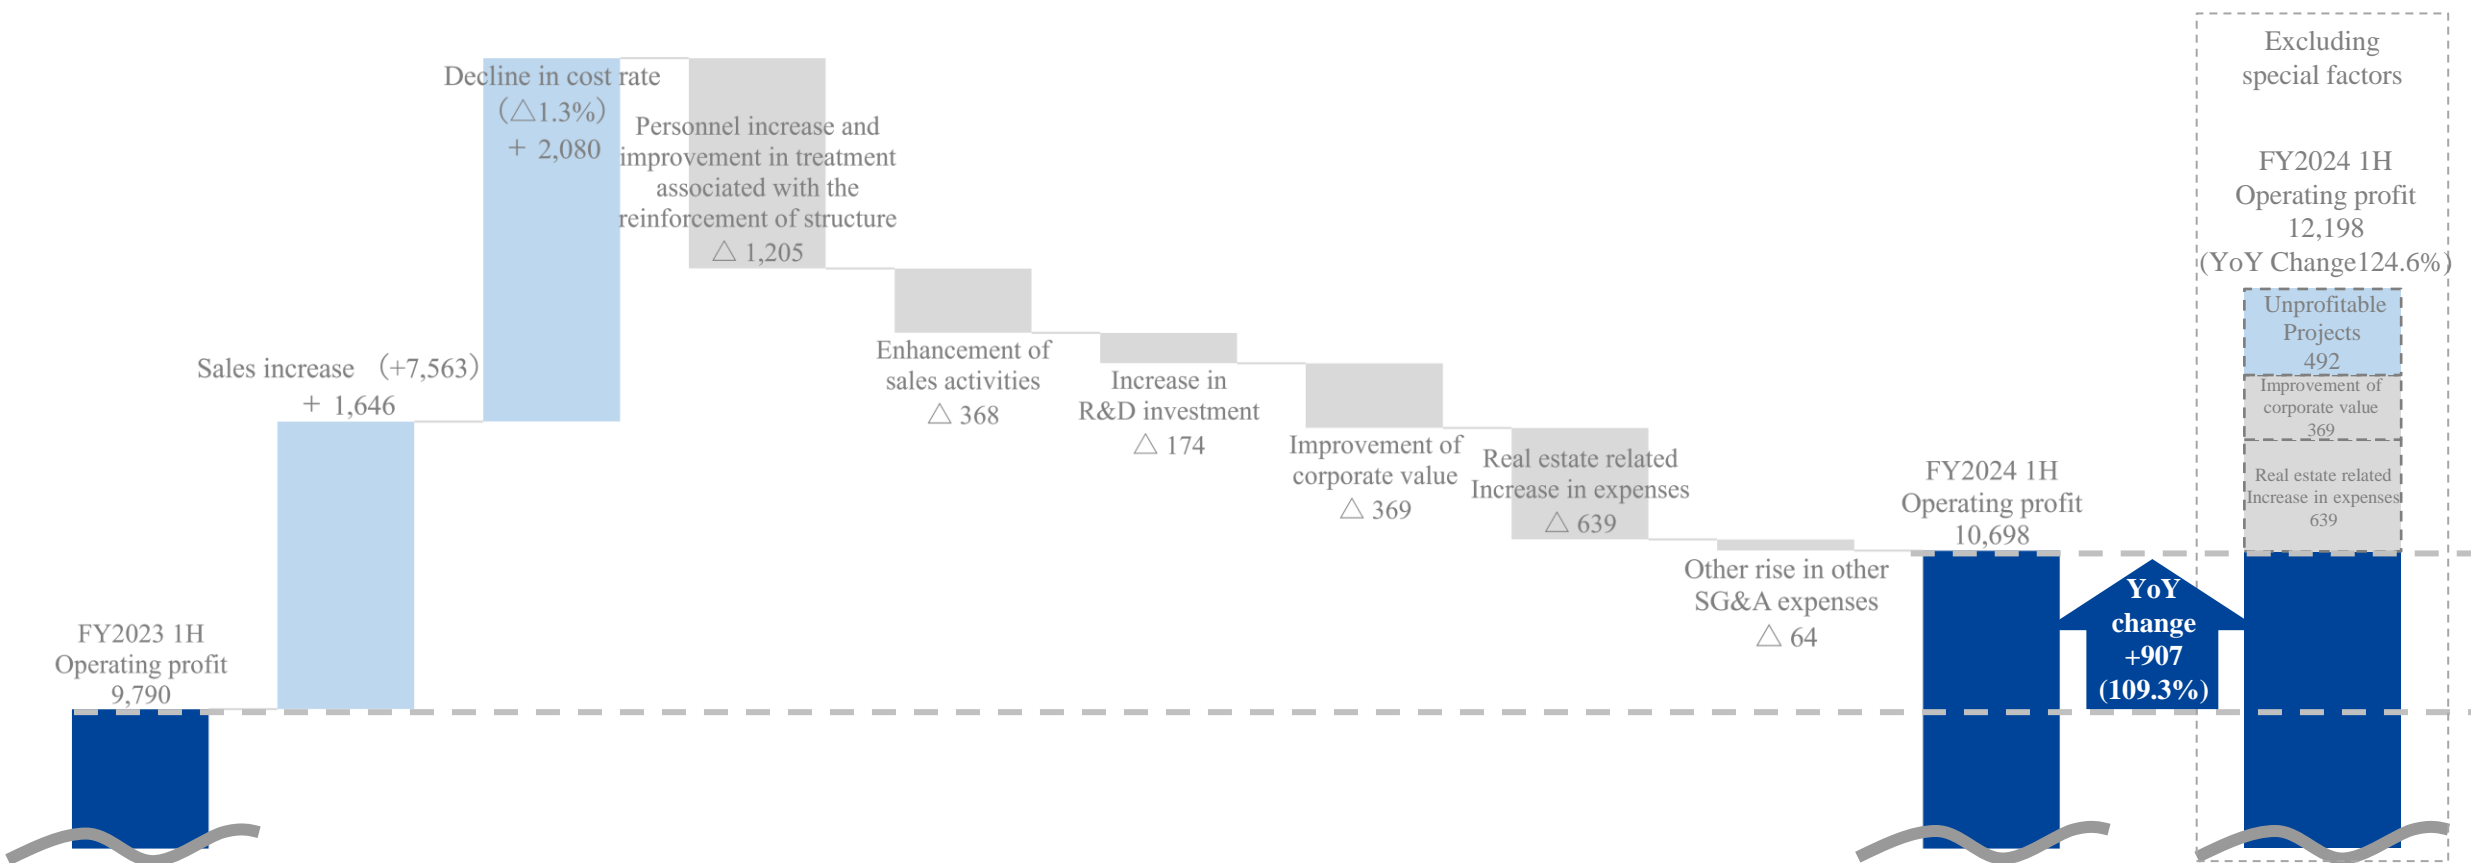 FY2023 1H
Operating profit
9,790
Sales increase （+7,563）
+ 1,646
Decline in cost rate
（△1.3%）
+ 2,080
Personnel increase and
improvement in treatment
associated with the
reinforcement of structure
△ 1,205
Enhancement of
sales activities
△ 368
Increase in
R&D investment
△ 174
Improvement of
corporate value
△ 369
Real estate related
Increase in expenses
△ 639
Other rise in other
SG&A expenses
△ 64
FY2024 1H
Operating profit
10,698
YoY
change
+907
(109.3%)
Excluding
special factors
FY2024 1H
Operating profit
12,198
(YoY Change124.6%)
Unprofitable
Projects
492
Improvement of
corporate value
369
Real estate related
Increase in expenses
639